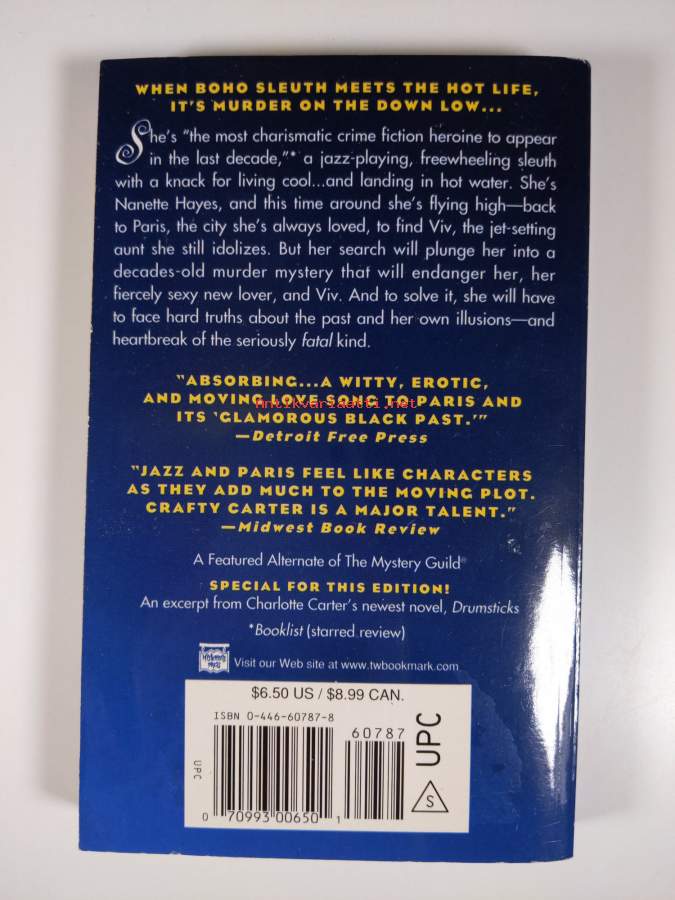 WHEN BOHO SLEUTH MEETS THE HOT LIFE,
IT'S MURDER ON THE DOWN LOW...
She's "the most charismatic crime fiction heroine to appear
in the last decade,"* a jazz-playing, freewheeling sleuth
with a knack for living cool...and landing in hot water. She's
Nanette Hayes, and this time around she's flying high—back
to Paris, the city she's always loved, to find Viv, the jet-setting
aunt she still idolizes. But her search will plunge her into a
decades-old murder mystery that will endanger her, her
fiercely sexy new lover, and Viv. And to solve it, she will have
to face hard truths about the past and her own illusions—and
heartbreak of the seriously fatal kind.
"ABSORBING...A WITTY, EROTIC,
AND MOVING LOVE SONG TO PARIS AND
Antikvariaatti.net
ITS 'GLAMOROUS BLACK PAST.'"
—Detroit Free Press
"JAZZ AND PARIS FEEL LIKE CHARACTERS
AS THEY ADD MUCH TO THE MOVING PLOT.
CRAFTY CARTER IS A MAJOR TALENT."
—Midwest Book Review
A Featured Alternate of The Mystery Guild®
SPECIAL FOR THIS EDITION!
An excerpt from Charlotte Carter's newest novel, Drumsticks
*Booklist (starred review)
Visit our Web site at www.twbookmark.com
$6.50 US / $8.99 CAN.
ISBN 0-446-60787-8
60787
UPC
UPC
S
0 70993 00650 1